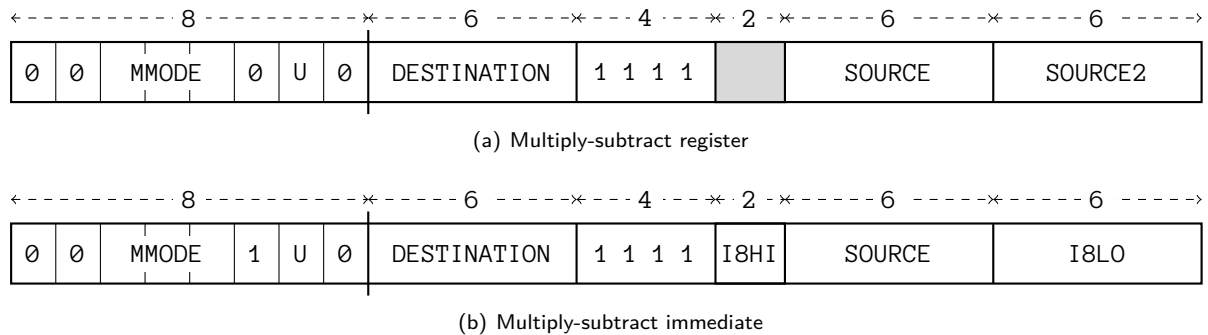 8 6 4 2 6 6
0 0 MMODE 0 U 0 DESTINATION 1 1 1 1 SOURCE SOURCE2
(a) Multiply-subtract register
8 6 4 2 6 6
0 0 MMODE 1 U 0 DESTINATION 1 1 1 1 I8HI SOURCE I8LO
(b) Multiply-subtract immediate